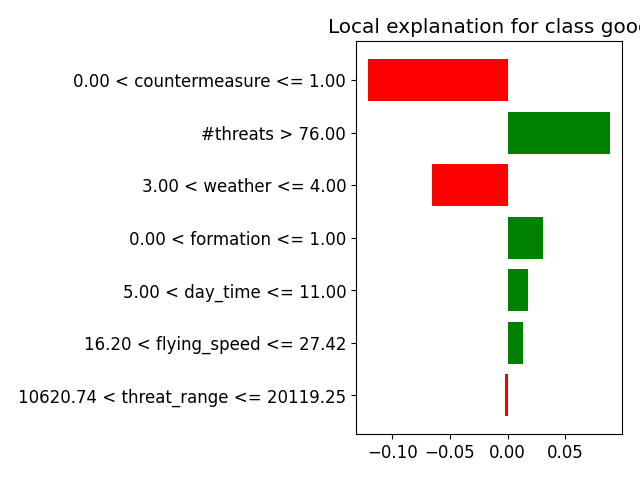 Local explanation for class good
0.00 < countermeasure <= 1.00
#threats > 76.00
3.00 < weather <= 4.00
0.00 < formation <= 1.00
5.00 < day_time <= 11.00
16.20 < flying_speed <= 27.42
10620.74 < threat_range <= 20119.25
−0.10 −0.05 0.00 0.05